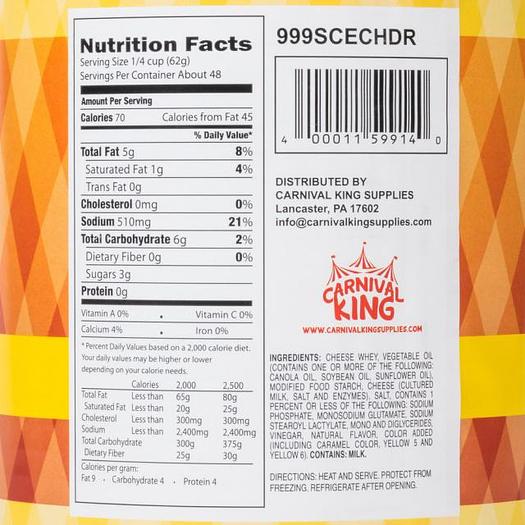 Nutrition Facts
Serving Size 1/4 cup (62g)
Servings Per Container About 48
Amount Per Serving
Calories 70 Calories from Fat 45
% Daily Value*
Total Fat 5g 8%
Saturated Fat 1g 4%
Trans Fat 0g
Cholesterol 0mg 0%
Sodium 510mg 21%
Total Carbohydrate 6g 2%
Dietary Fiber 0g 0%
Sugars 3g
Protein 0g
Vitamin A 0% • Vitamin C 0%
Calcium 4% • Iron 0%
* Percent Daily Values based on a 2,000 calorie diet.
Your daily values may be higher or lower
depending on your calorie needs.
Calories 2,000 2,500
Total Fat Less than 65g 80g
Saturated Fat Less than 20g 25g
Cholesterol Less than 300mg 300mg
Sodium Less than 2,400mg 2,400mg
Total Carbohydrate 300g 375g
Dietary Fiber 25g 30g
Calories per gram:
Fat 9 • Carbohydrate 4 • Protein 4
999SCECHDR
4 00011 59914 0
DISTRIBUTED BY
CARNIVAL KING SUPPLIES
Lancaster, PA 17602
info@carnivalkingsupplies.com
CARNIVAL
KING
WWW.CARNIVALKINGSUPPLIES.COM
INGREDIENTS: CHEESE WHEY, VEGETABLE OIL
(CONTAINS ONE OR MORE OF THE FOLLOWING:
CANOLA OIL, SOYBEAN OIL, SUNFLOWER OIL),
MODIFIED FOOD STARCH, CHEESE (CULTURED
MILK, SALT AND ENZYMES), SALT, CONTAINS 1
PERCENT OR LESS OF THE FOLLOWING: SODIUM
PHOSPHATE, MONOSODIUM GLUTAMATE, SODIUM
STEAROYL LACTYLATE, MONO AND DIGLYCERIDES,
VINEGAR, NATURAL FLAVOR, COLOR ADDED
(INCLUDING CARAMEL COLOR, YELLOW 5 AND
YELLOW 6). CONTAINS: MILK.
DIRECTIONS: HEAT AND SERVE. PROTECT FROM
FREEZING. REFRIGERATE AFTER OPENING.